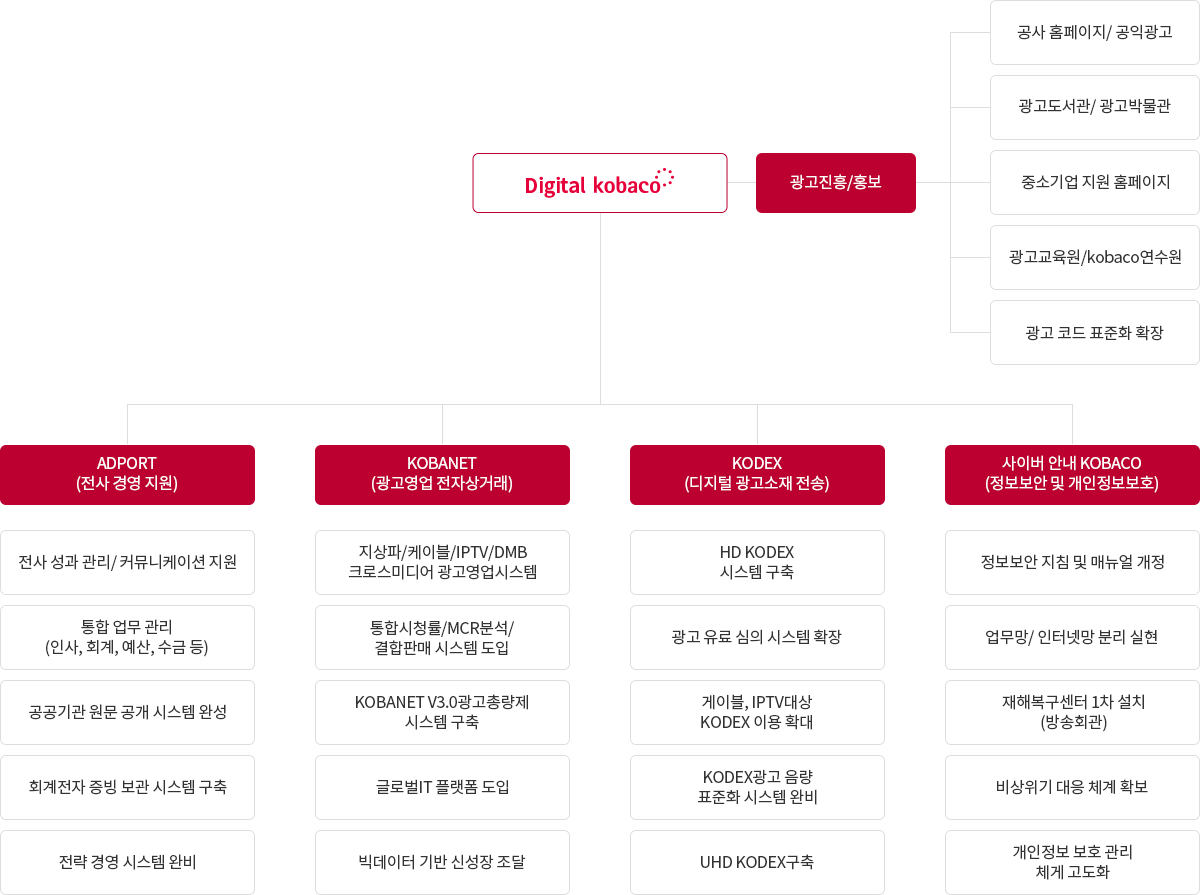 공사 홈페이지/ 공익광고
광고도서관/ 광고박물관
Digital kobaco
광고진흥/홍보
중소기업 지원 홈페이지
광고교육원/kobaco연수원
광고 코드 표준화 확장
ADPORT
(전사 경영 지원)
전사 성과 관리/ 커뮤니케이션 지원
통합 업무 관리
(인사, 회계, 예산, 수금 등)
공공기관 원문 공개 시스템 완성
회계전자 증빙 보관 시스템 구축
전략 경영 시스템 완비
KOBANET
(광고영업 전자상거래)
지상파/케이블/IPTV/DMB
크로스미디어 광고영업시스템
통합시청률/MCR분석/
결합판매 시스템 도입
KOBANET V3.0광고총량제
시스템 구축
글로벌IT 플랫폼 도입
빅데이터 기반 신성장 조달
KODEX
(디지털 광고소재 전송)
HD KODEX
시스템 구축
광고 유료 심의 시스템 확장
게이블, IPTV대상
KODEX 이용 확대
KODEX광고 음량
표준화 시스템 완비
UHD KODEX구축
사이버 안내 KOBACO
(정보보안 및 개인정보보호)
정보보안 지침 및 매뉴얼 개정
업무망/ 인터넷망 분리 실현
재해복구센터 1차 설치
(방송회관)
비상위기 대응 체계 확보
개인정보 보호 관리
체게 고도화